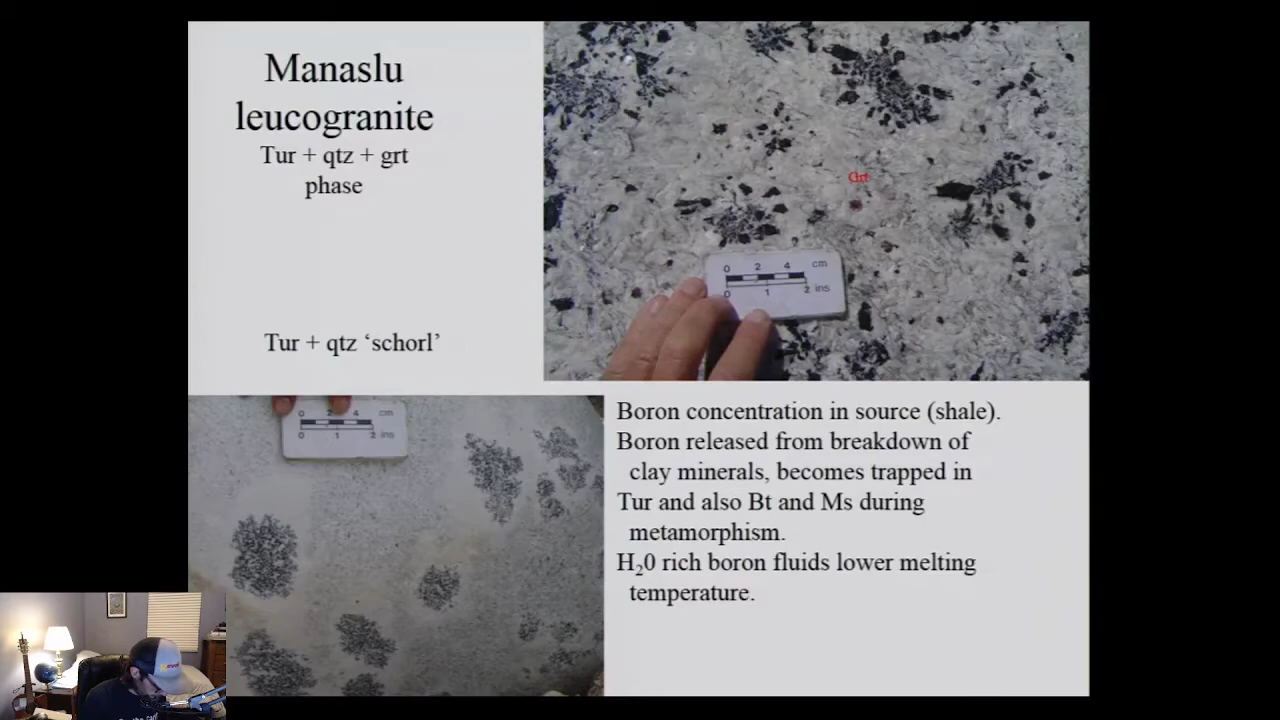 Manaslu
leucogranite
Tur + qtz + grt
phase
Grt
0 2 4 cm
0 1 2 ins
Tur + qtz ‘schorl’
0 2 4 cm
0 1 2 ins
Boron concentration in source (shale).
Boron released from breakdown of
clay minerals, becomes trapped in
Tur and also Bt and Ms during
metamorphism.
H₂0 rich boron fluids lower melting
temperature.